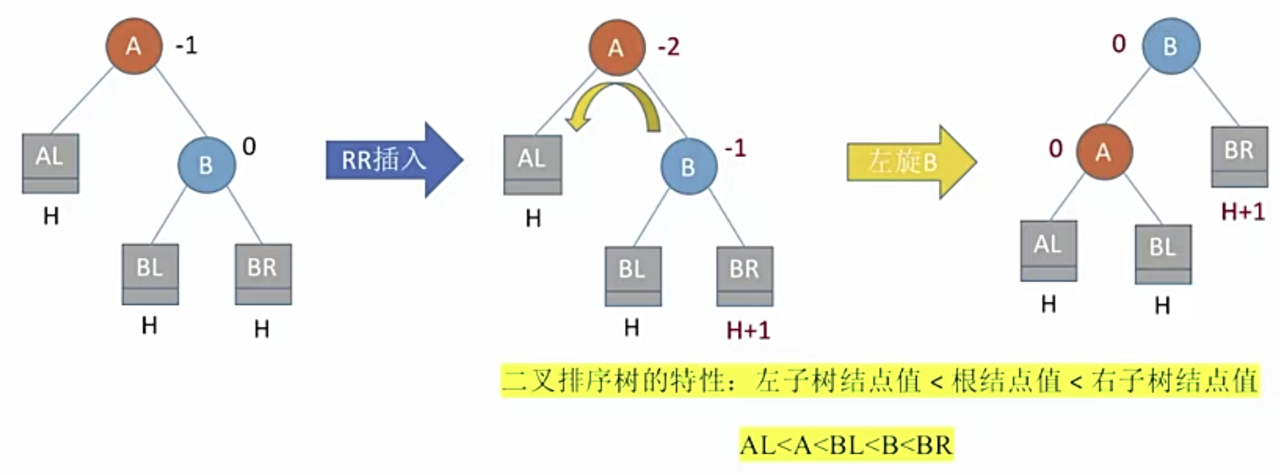 A -1
AL
H
B 0
BL
H
BR
H
RR插入
A -2
AL
H
B -1
BL
H
BR
H+1
左旋B
0 B
0 A
BR
H+1
AL
H
BL
H
二叉排序树的特性：左子树结点值 < 根结点值 < 右子树结点值
AL<A<BL<B<BR